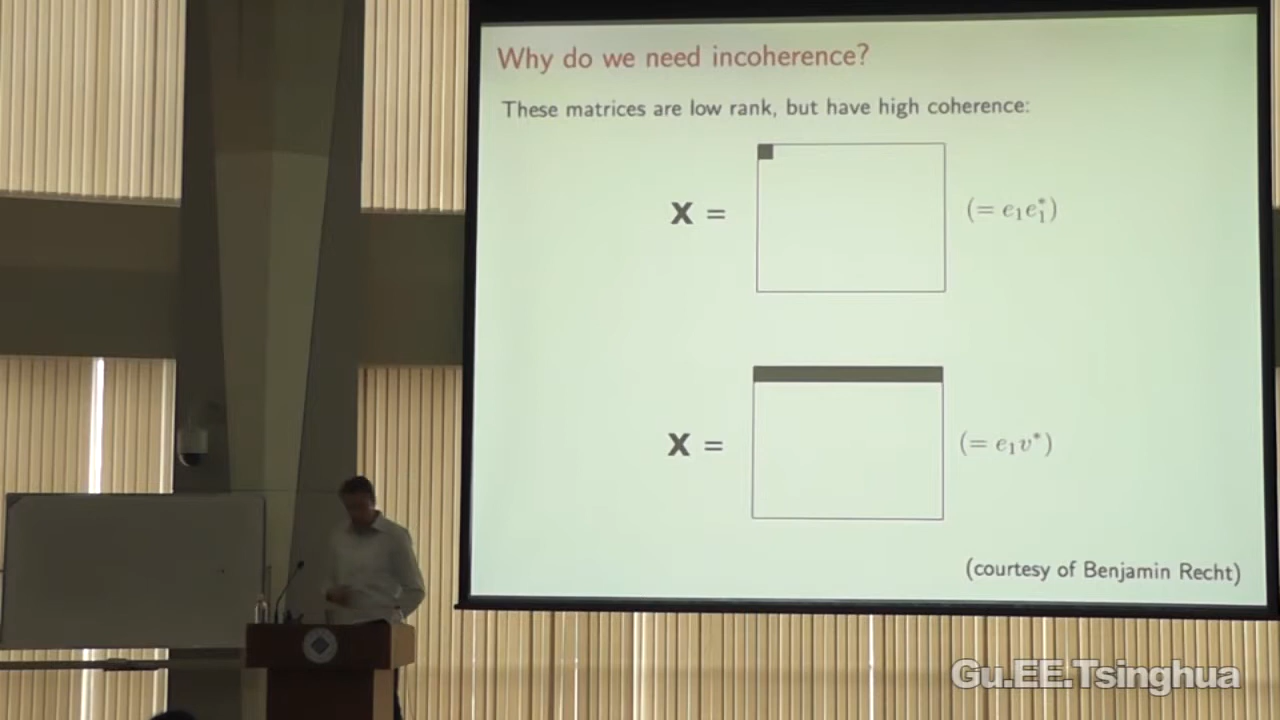 Why do we need incoherence?
These matrices are low rank, but have high coherence:
X = (= e₁e₁*)
X = (= e₁v*)
(courtesy of Benjamin Recht)
Gu.EE.Tsinghua